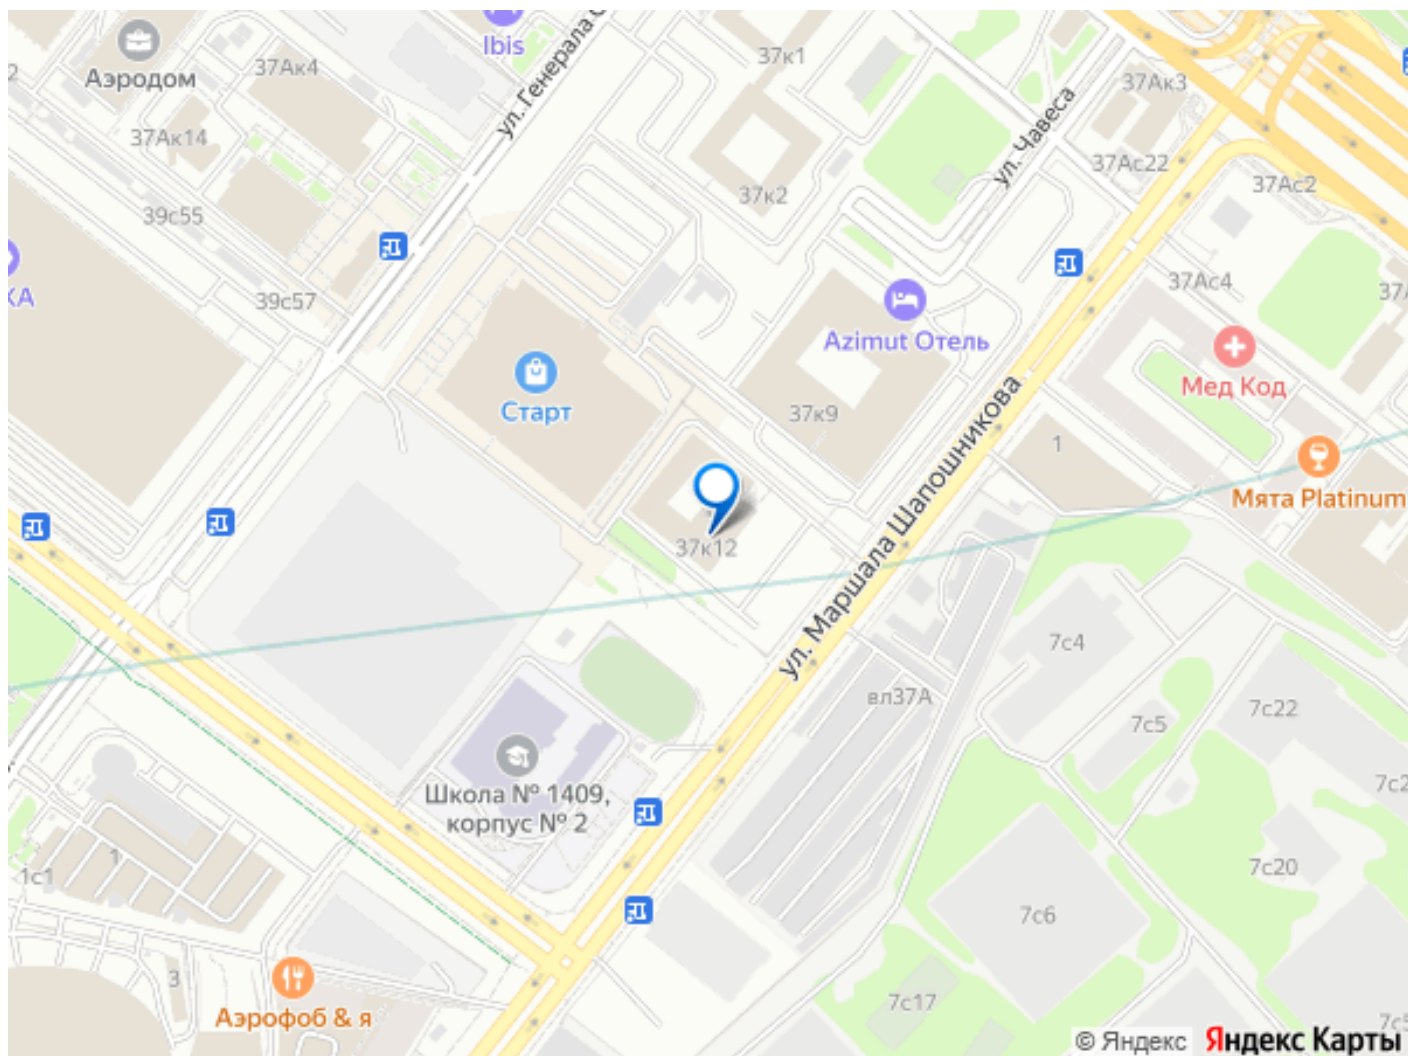 Ibis
37к1
Аэродом
37Ак4
ул. Генерала
37Ак3
37Ак14
ул. Чавеса
37Ас22
37к2
37Ас2
39с55
39с57
37Ас4
Azimut Отель
Мед Код
Старт
37к9
1
ул. Маршала Шапошникова
Мята Platinum
37к12
7с4
вл37А
7с22
7с5
Школа № 1409,
корпус № 2
1
1с1
7с20
7с6
3
7с17
Аэрофоб & я
© Яндекс Яндекс Карты